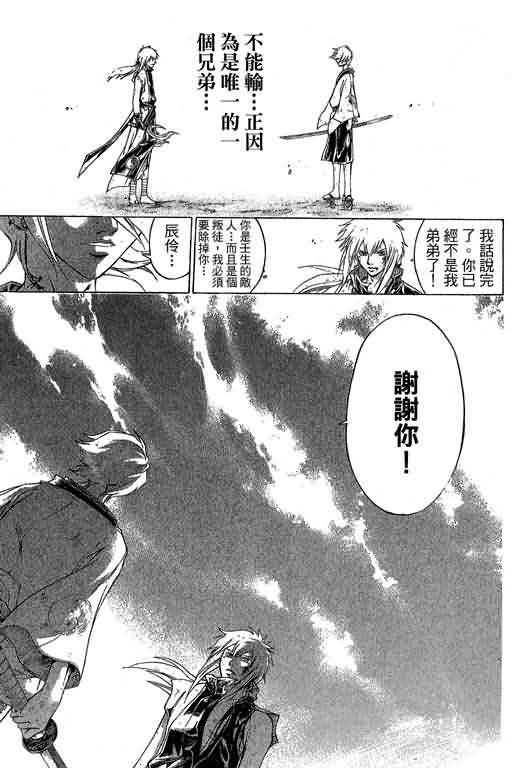 不能輸…正因
為是唯一的一
個兄弟…
我話說完
了。你已
經不是我
弟弟了！
你是壬生的敵
人…而且是個
叛徒，我必須
要除掉你…
辰伶…
謝謝你！